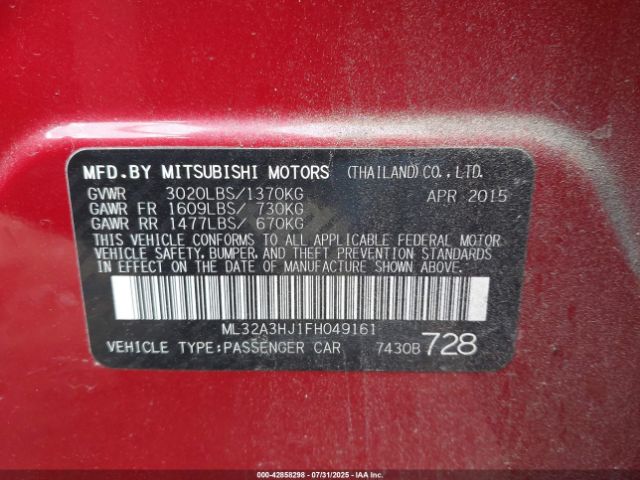 MFD.BY MITSUBISHI MOTORS (THAILAND)CO.,LTD.
GVWR 3020LBS/1370KG APR 2015
GAWR FR 1609LBS/ 730KG
GAWR RR 1477LBS/ 670KG
THIS VEHICLE CONFORMS TO ALL APPLICABLE FEDERAL MOTOR
VEHICLE SAFETY, BUMPER, AND THEFT PREVENTION STANDARDS
IN EFFECT ON THE DATE OF MANUFACTURE SHOWN ABOVE.
ML32A3HJ1FH049161
VEHICLE TYPE:PASSENGER CAR 7430B 728
000-42858298 - 07/31/2025 - IAAI.COM